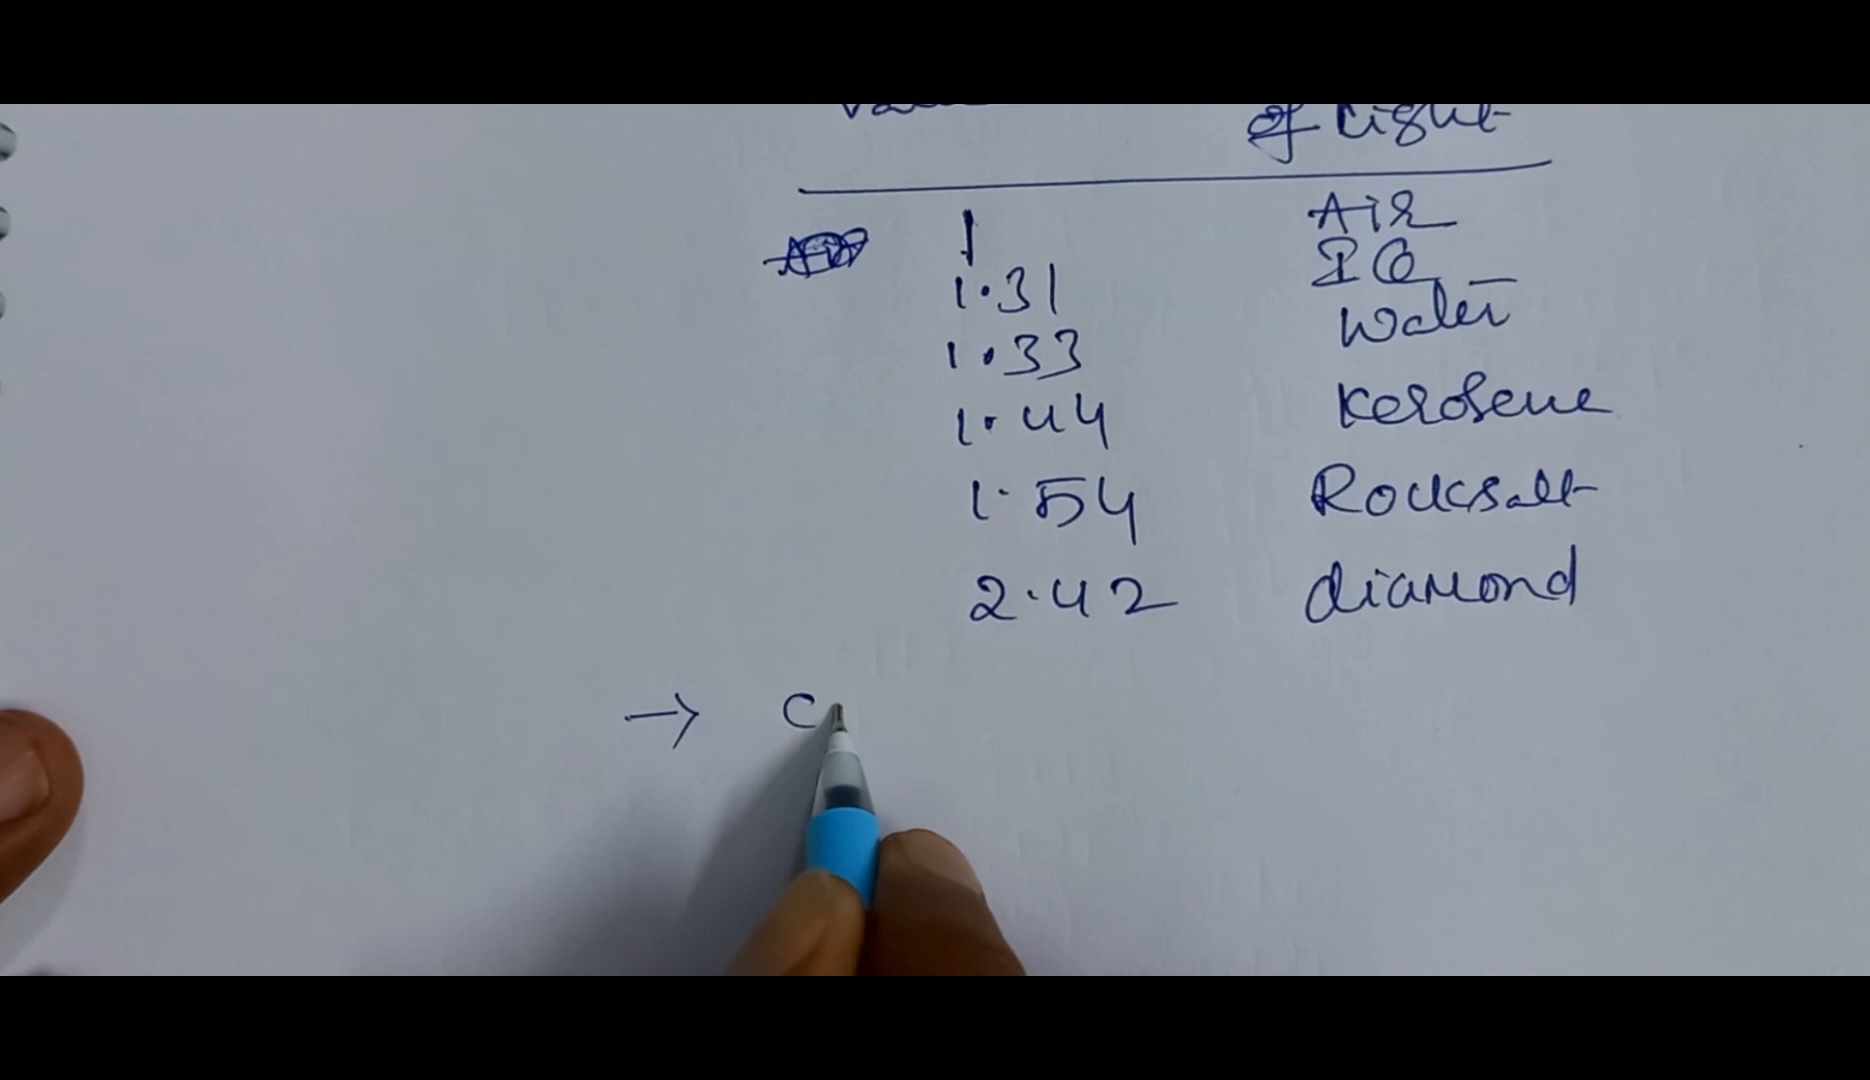 of Light
1 Air
1.31 Ice
1.33 Water
1.44 Kerosene
1.54 Rocksalt
2.42 diamond
→ C